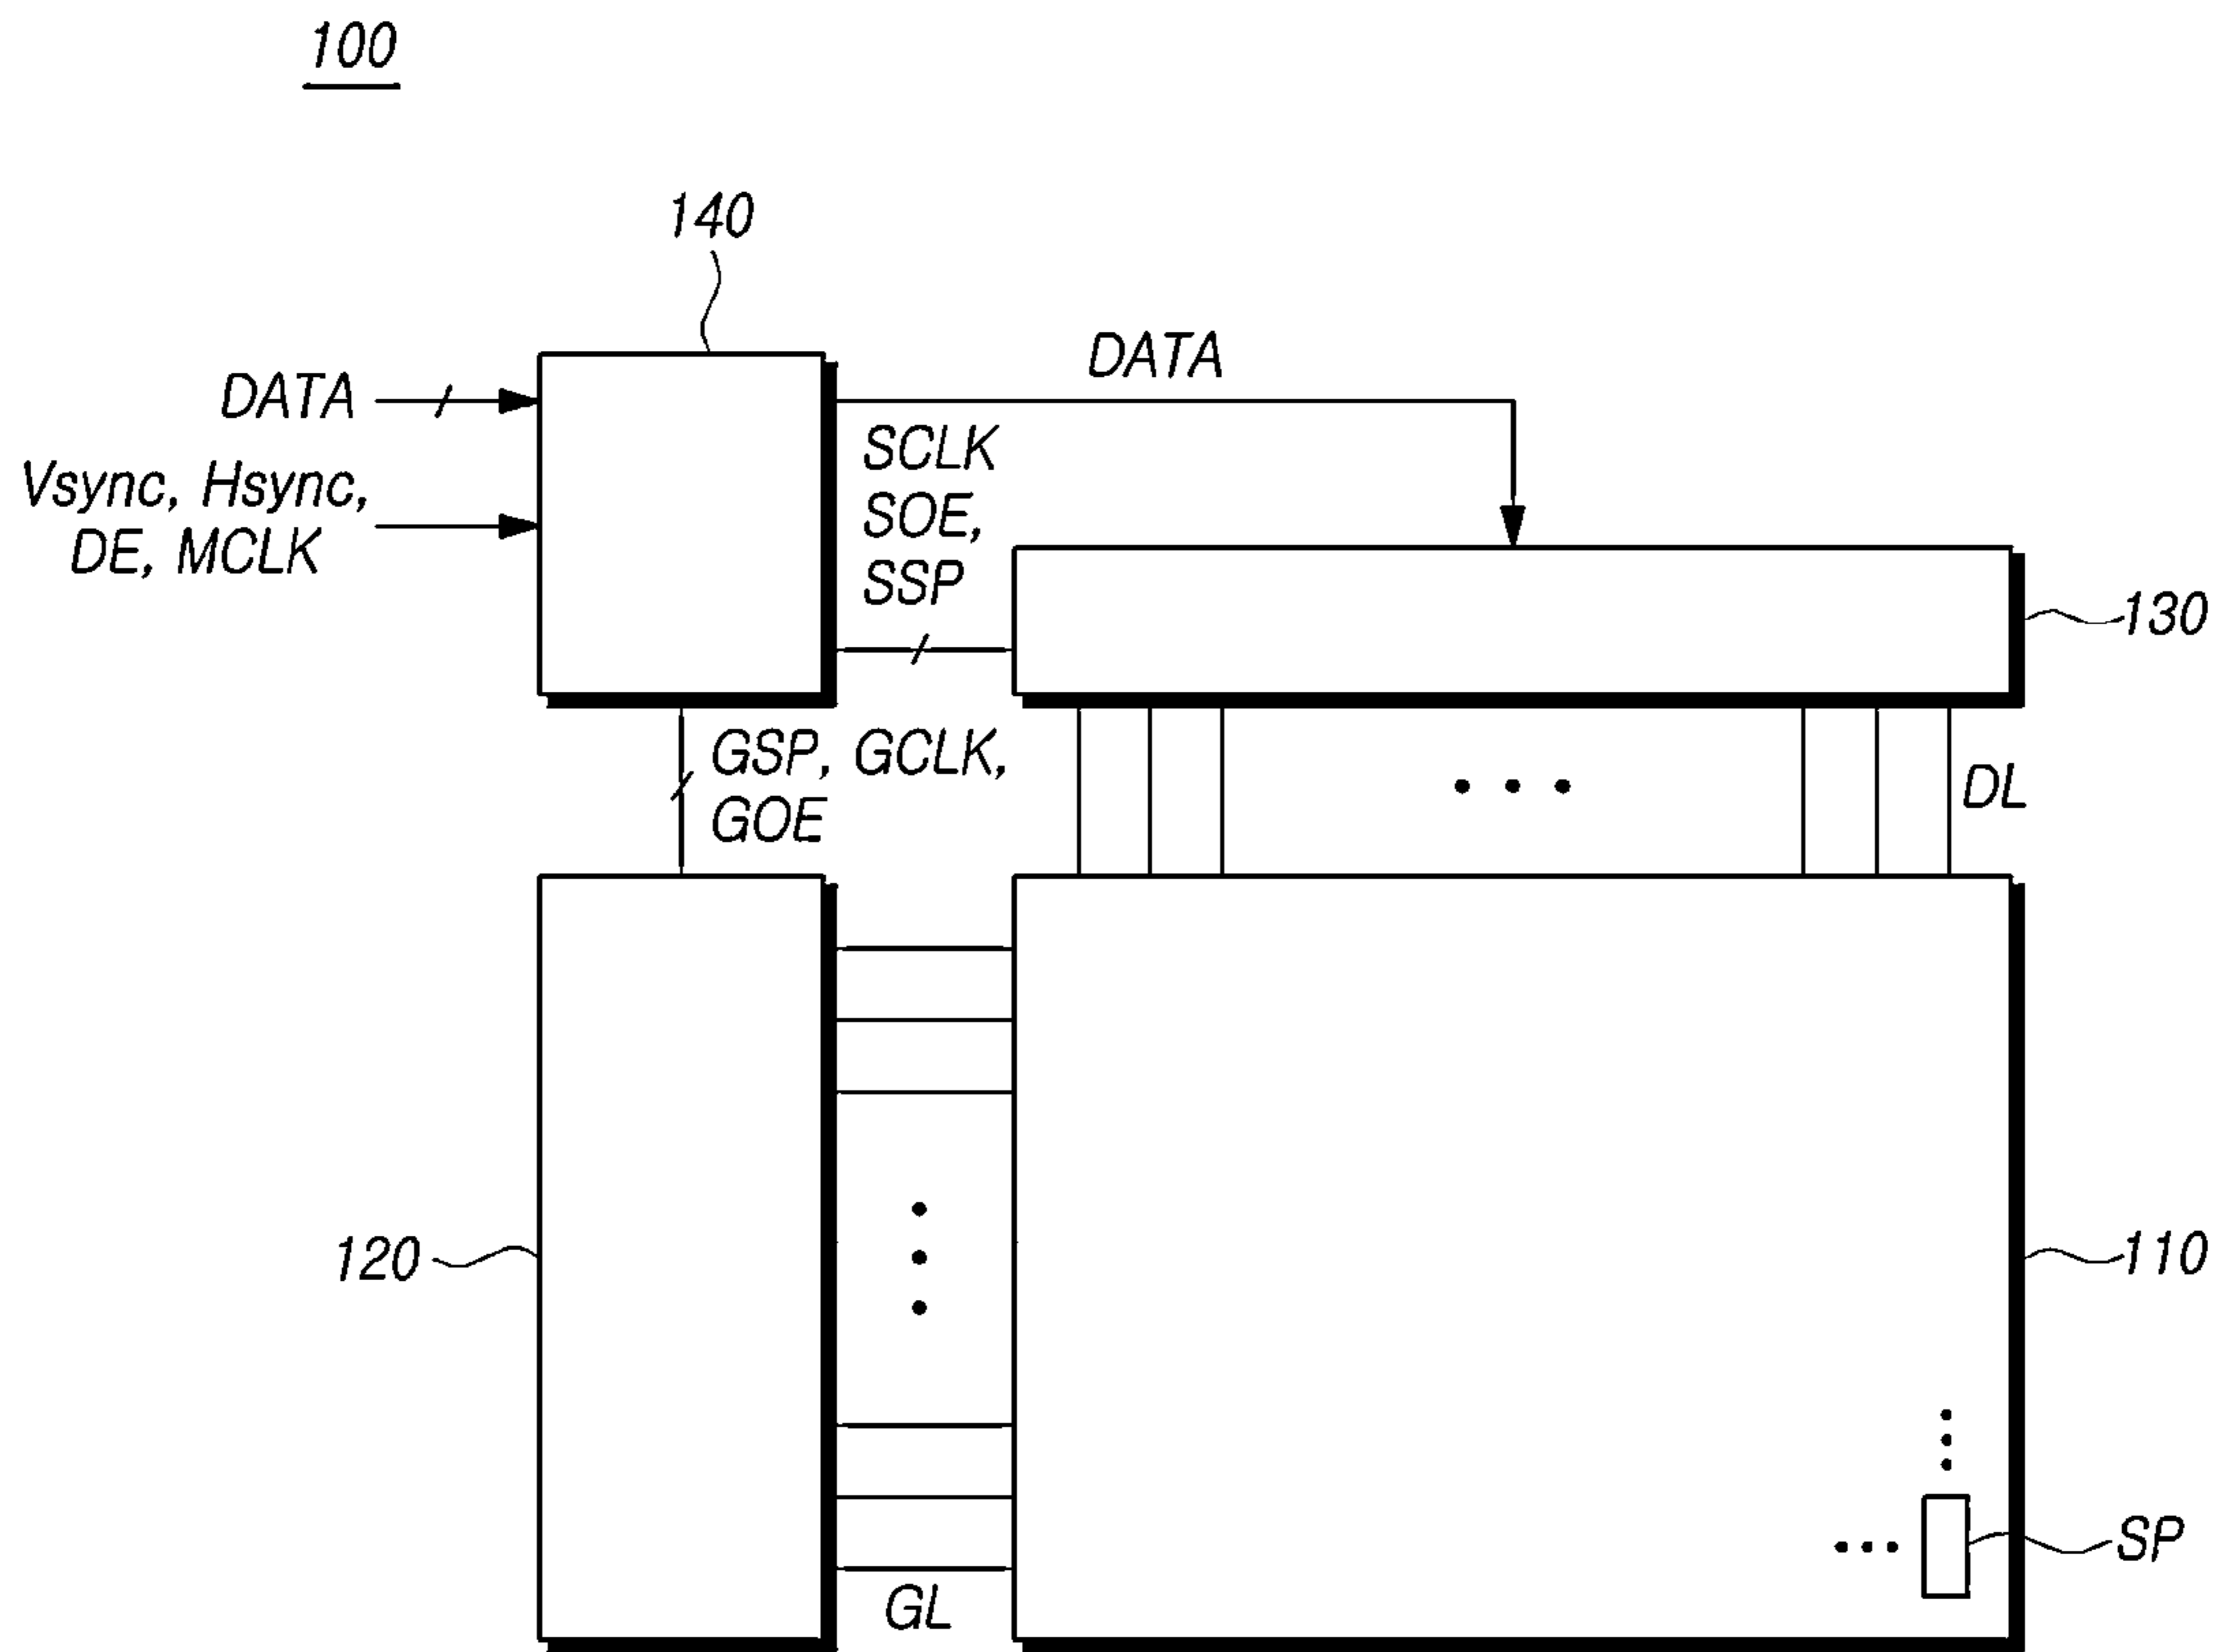 100
140
DATA
DATA
Vsync, Hsync,
DE, MCLK
SCLK
SOE,
SSP
130
GSP, GCLK,
GOE
DL
120
110
SP
GL